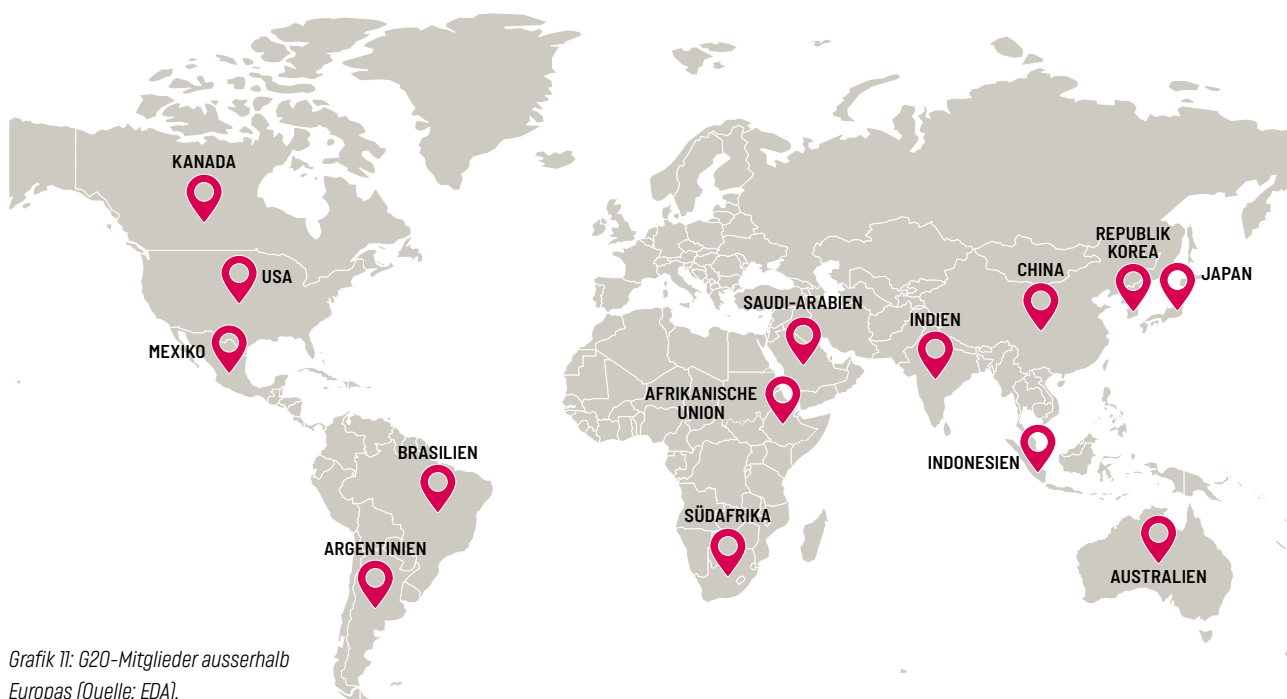 KANADA
USA
MEXIKO
BRASILIEN
ARGENTINIEN
SAUDI-ARABIEN
AFRIKANISCHE
UNION
SÜDAFRIKA
INDIEN
CHINA
REPUBLIK
KOREA
JAPAN
INDONESIEN
AUSTRALIEN
Grafik 11: G20-Mitglieder ausserhalb
Europas (Quelle: EDA).